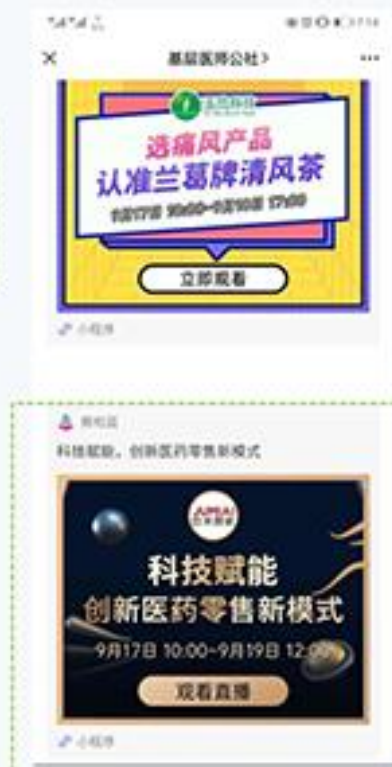 基层医师公社>
选痛风产品
认准兰葛牌清风茶
立即观看
小程序
科技赋能，创新医药零售新模式
科技赋能
创新医药零售新模式
9月17日 10:00~9月19日 12:00
观看直播
小程序